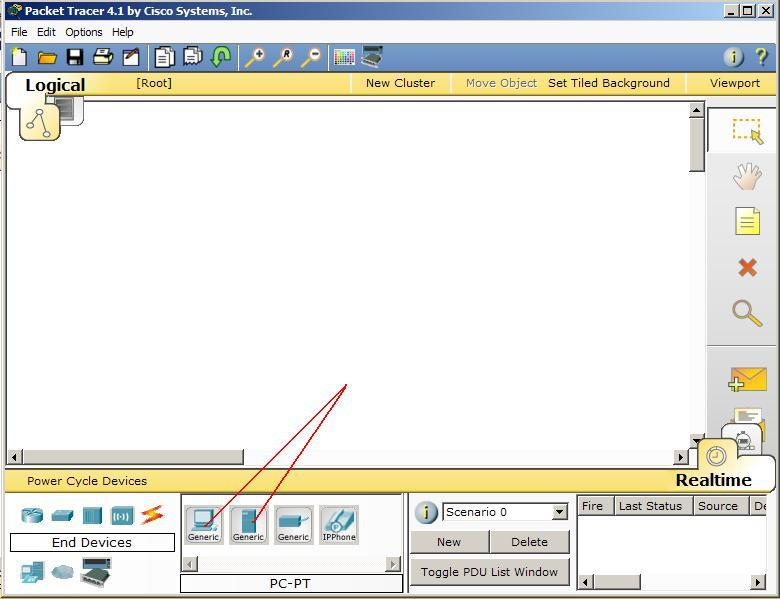 Packet Tracer 4.1 by Cisco Systems, Inc.
File Edit Options Help
Logical [Root] New Cluster Move Object Set Tiled Background Viewport
Power Cycle Devices
Realtime
End Devices
Generic Generic Generic IPPhone
PC-PT
Scenario 0
New Delete
Toggle PDU List Window
Fire Last Status Source De